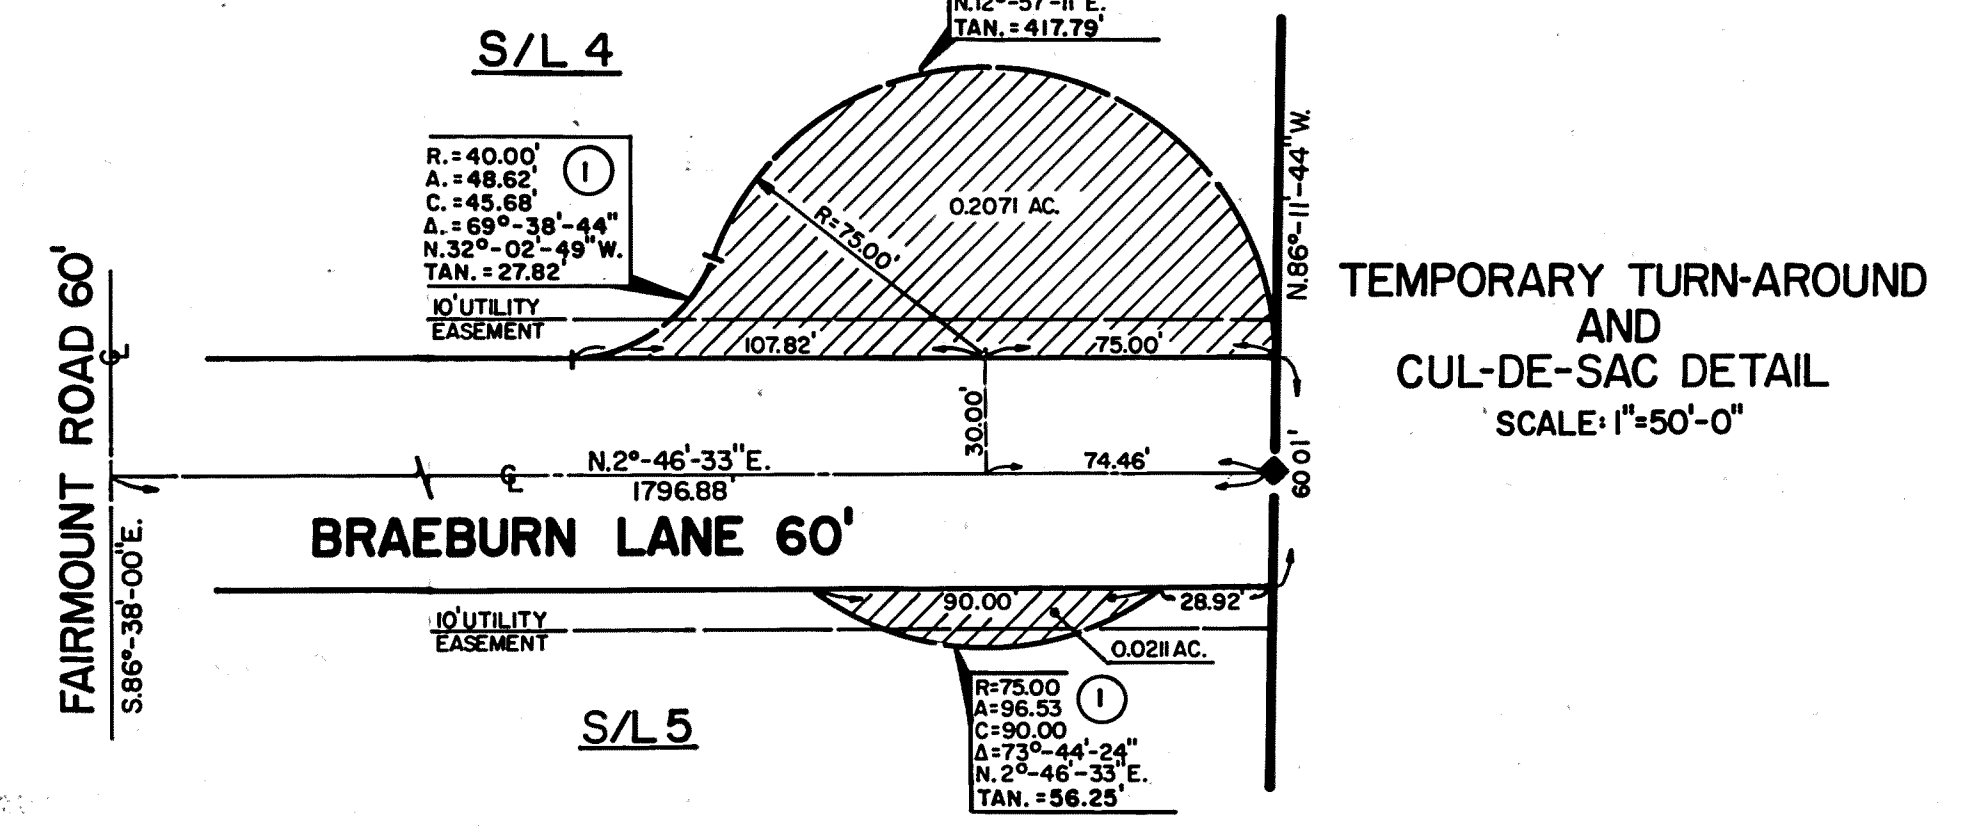 N.12°-57'-11"E.
TAN.=417.79'
S/L 4
R.=40.00'
A.=48.62'
C.=45.68'
Δ.=69°-38'-44"
N.32°-02'-49"W.
TAN.=27.82'
1
0.2071 AC.
R=75.00'
N.86°-11'-44"W.
10' UTILITY
EASEMENT
107.82'
75.00'
TEMPORARY TURN-AROUND
AND
CUL-DE-SAC DETAIL
SCALE: 1"=50'-0"
FAIRMOUNT ROAD 60'
℄
S.86°-38'-00"E.
30.00'
N.2°-46'-33"E.
℄
1796.88'
74.46'
60.01'
BRAEBURN LANE 60'
90.00'
28.92'
10' UTILITY
EASEMENT
0.0211 AC.
R=75.00
A=96.53
C=90.00
Δ=73°-44'-24"
N.2°-46'-33"E.
TAN.=56.25'
1
S/L 5